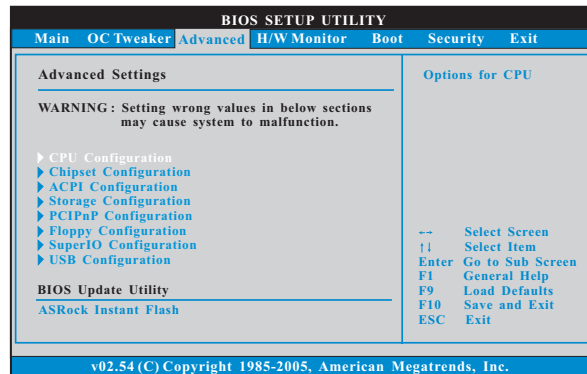 BIOS SETUP UTILITY
Main OC Tweaker Advanced H/W Monitor Boot Security Exit
Advanced Settings
WARNING : Setting wrong values in below sections
may cause system to malfunction.
CPU Configuration
Chipset Configuration
ACPI Configuration
Storage Configuration
PCIPnP Configuration
Floppy Configuration
SuperIO Configuration
USB Configuration
BIOS Update Utility
ASRock Instant Flash
Options for CPU
←→ Select Screen
↑↓ Select Item
Enter Go to Sub Screen
F1 General Help
F9 Load Defaults
F10 Save and Exit
ESC Exit
v02.54 (C) Copyright 1985-2005, American Megatrends, Inc.